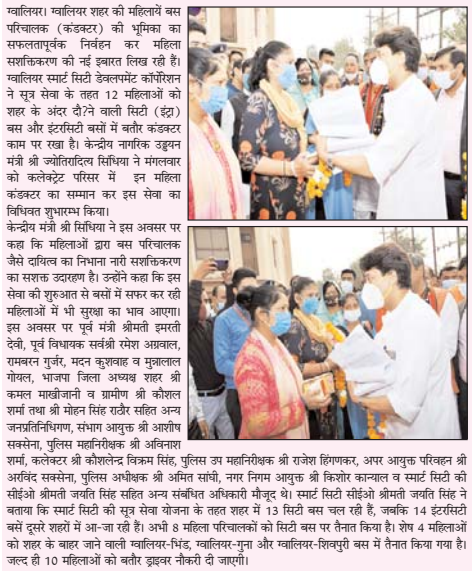 ग्वालियर। ग्वालियर शहर की महिलायें बस
परिचालक (कंडक्टर) की भूमिका का
सफलतापूर्वक निर्वहन कर महिला
सशक्तिकरण की नई इबारत लिख रही हैं।
ग्वालियर स्मार्ट सिटी डेवलपमेंट कॉर्पोरेशन
ने सूत्र सेवा के तहत 12 महिलाओं को
शहर के अंदर दौ?ने वाली सिटी (इंट्रा)
बस और इंटरसिटी बसों में बतौर कंडक्टर
काम पर रखा है। केन्द्रीय नागरिक उड्डयन
मंत्री श्री ज्योतिरादित्य सिंधिया ने मंगलवार
को कलेक्ट्रेट परिसर में इन महिला
कंडक्टर का सम्मान कर इस सेवा का
विधिवत शुभारम्भ किया।
केन्द्रीय मंत्री श्री सिंधिया ने इस अवसर पर
कहा कि महिलाओं द्वारा बस परिचालक
जैसे दायित्व का निभाना नारी सशक्तिकरण
का सशक्त उदारहण है। उन्होंने कहा कि इस
सेवा की शुरुआत से बसों में सफर कर रही
महिलाओं में भी सुरक्षा का भाव आएगा।
इस अवसर पर पूर्व मंत्री श्रीमती इमरती
देवी, पूर्व विधायक सर्वश्री रमेश अग्रवाल,
रामबरन गुर्जर, मदन कुशवाह व मुन्नालाल
गोयल, भाजपा जिला अध्यक्ष शहर श्री
कमल माखीजानी व ग्रामीण श्री कौशल
शर्मा तथा श्री मोहन सिंह राठौर सहित अन्य
जनप्रतिनिधिगण, संभाग आयुक्त श्री आशीष
सक्सेना, पुलिस महानिरीक्षक श्री अविनाश
शर्मा, कलेक्टर श्री कौशलेन्द्र विक्रम सिंह, पुलिस उप महानिरीक्षक श्री राजेश हिंगणकर, अपर आयुक्त परिवहन श्री
अरविंद सक्सेना, पुलिस अधीक्षक श्री अमित सांघी, नगर निगम आयुक्त श्री किशोर कान्याल व स्मार्ट सिटी की
सीईओ श्रीमती जयति सिंह सहित अन्य संबंधित अधिकारी मौजूद थे। स्मार्ट सिटी सीईओ श्रीमती जयति सिंह ने
बताया कि स्मार्ट सिटी की सूत्र सेवा योजना के तहत शहर में 13 सिटी बस चल रही हैं, जबकि 14 इंटरसिटी
बसें दूसरे शहरों में आ-जा रही हैं। अभी 8 महिला परिचालकों को सिटी बस पर तैनात किया है। शेष 4 महिलाओं
को शहर के बाहर जाने वाली ग्वालियर-भिंड, ग्वालियर-गुना और ग्वालियर-शिवपुरी बस में तैनात किया गया है।
जल्द ही 10 महिलाओं को बतौर ड्राइवर नौकरी दी जाएगी।